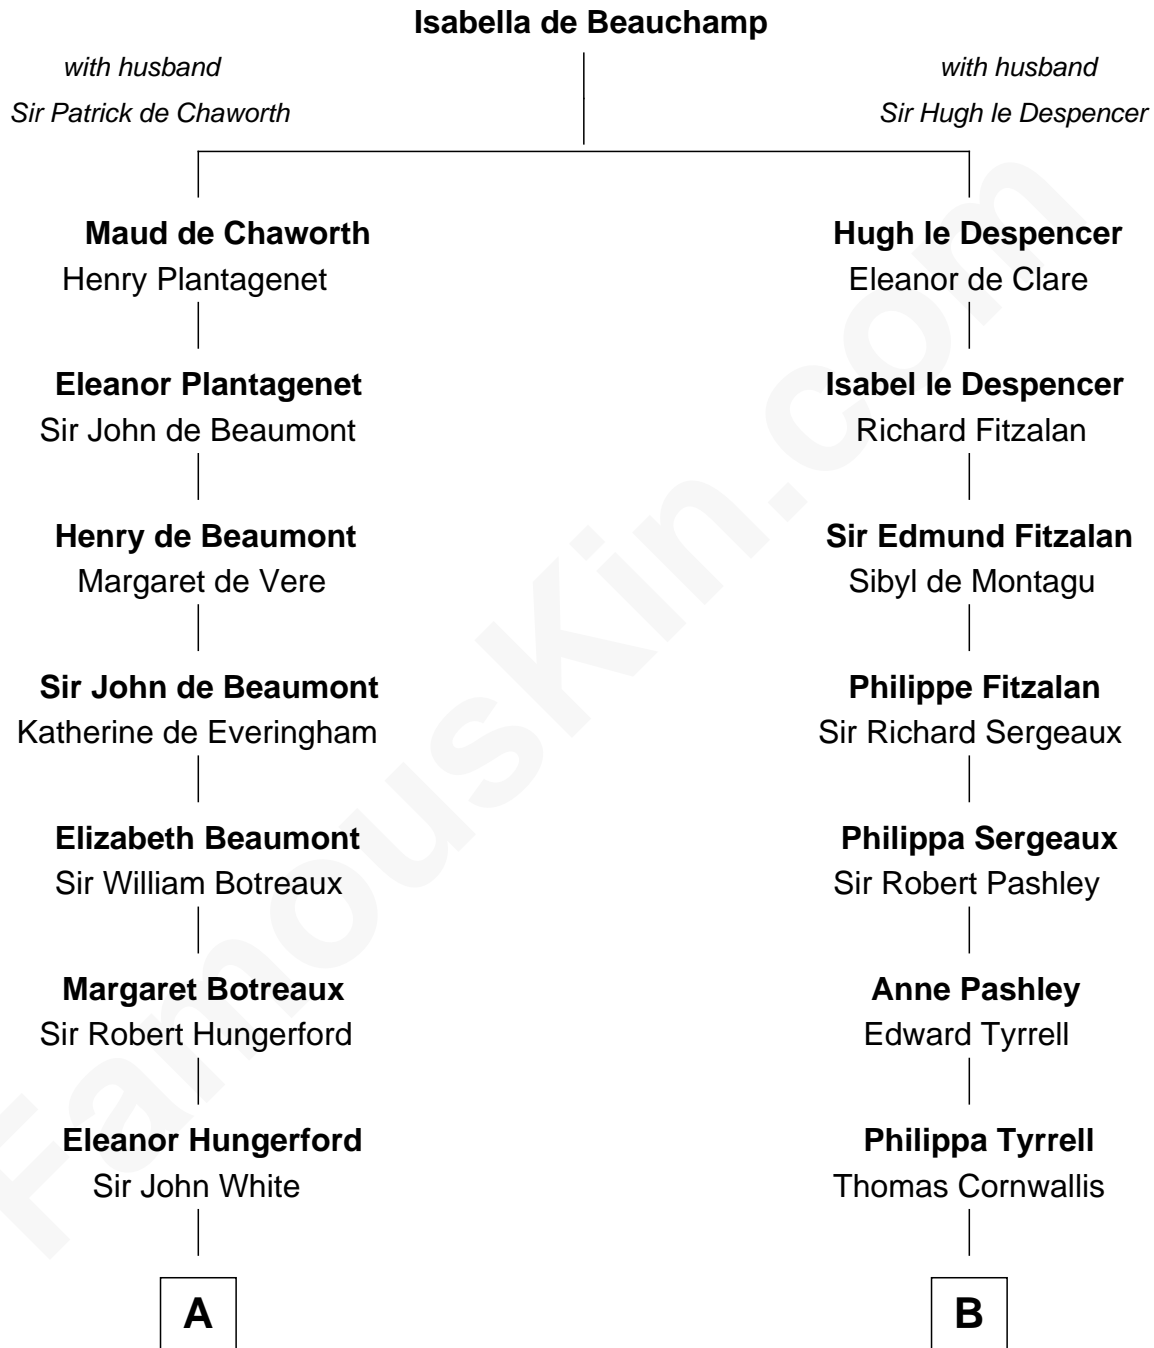 Isabella de Beauchamp
with husband
Sir Patrick de Chaworth
with husband
Sir Hugh le Despencer
Maud de Chaworth
Henry Plantagenet
Hugh le Despencer
Eleanor de Clare
Eleanor Plantagenet
Sir John de Beaumont
Isabel le Despencer
Richard Fitzalan
Henry de Beaumont
Margaret de Vere
Sir Edmund Fitzalan
Sibyl de Montagu
Sir John de Beaumont
Katherine de Everingham
Philippe Fitzalan
Sir Richard Sergeaux
Elizabeth Beaumont
Sir William Botreaux
Philippa Sergeaux
Sir Robert Pashley
Margaret Botreaux
Sir Robert Hungerford
Anne Pashley
Edward Tyrrell
Eleanor Hungerford
Sir John White
Philippa Tyrrell
Thomas Cornwallis
A
B
FamousKin.com